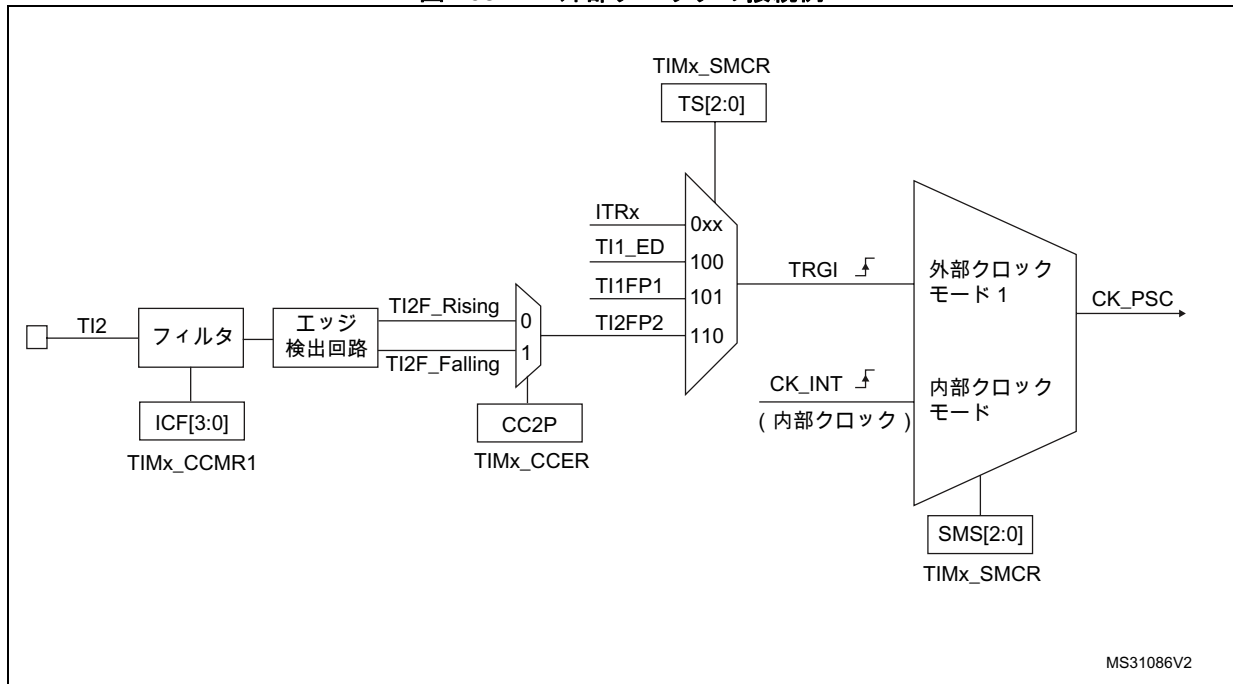 TIMx_SMCR
TS[2:0]
ITRx
0xx
TI1_ED
100
TI1FP1
101
TI2FP2
110
TRGI
外部クロック
モード 1
CK_PSC
TI2
フィルタ
エッジ
検出回路
TI2F_Rising
0
TI2F_Falling
1
CK_INT
(内部クロック)
内部クロック
モード
ICF[3:0]
TIMx_CCMR1
CC2P
TIMx_CCER
SMS[2:0]
TIMx_SMCR
MS31086V2